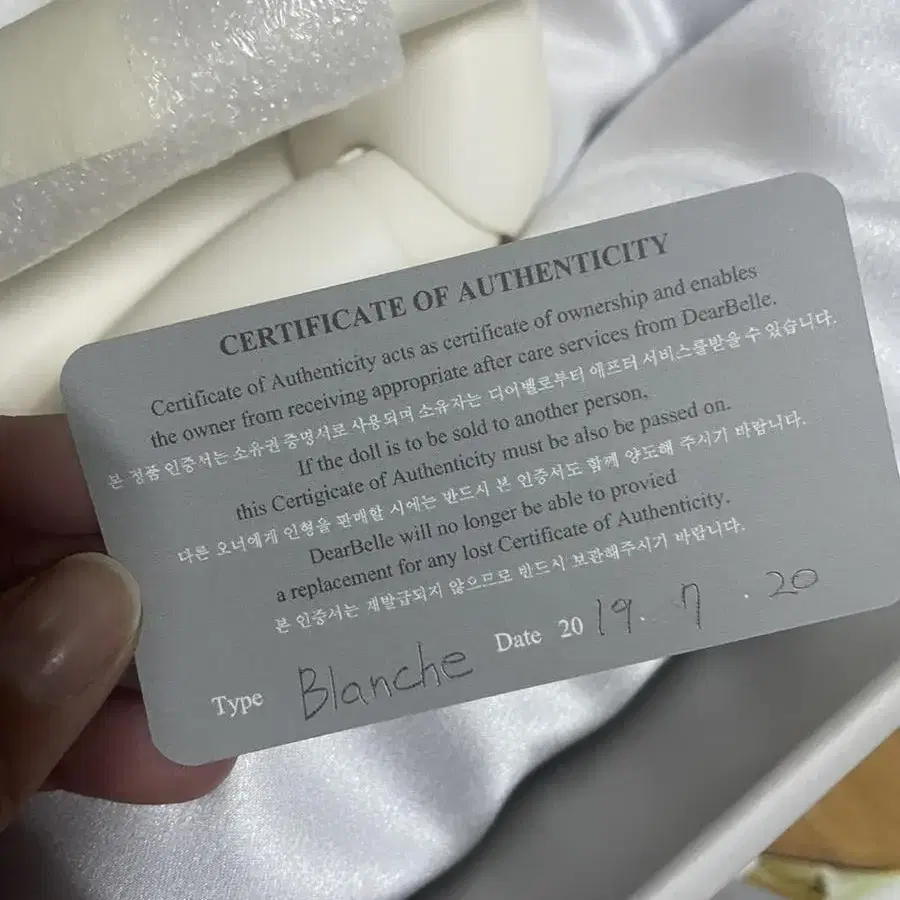 CERTIFICATE OF AUTHENTICITY
Certificate of Authenticity acts as certificate of ownership and enables
the owner from receiving appropriate after care services from DearBelle.
본 정품 인증서는 소유권 증명서로 사용되며 소유자는 디어벨로부터 애프터 서비스를받을 수 있습니다.
If the doll is to be sold to another person,
this Certigicate of Authenticity must be also be passed on.
다른 오너에게 인형을 판매할 시에는 반드시 본 인증서도 함께 양도해 주시기 바랍니다.
DearBelle will no longer be able to provied
a replacement for any lost Certificate of Authenticity.
본 인증서는 재발급되지 않으므로 반드시 보관해주시기 바랍니다.
Type Blanche Date 20 19. 7 . 20